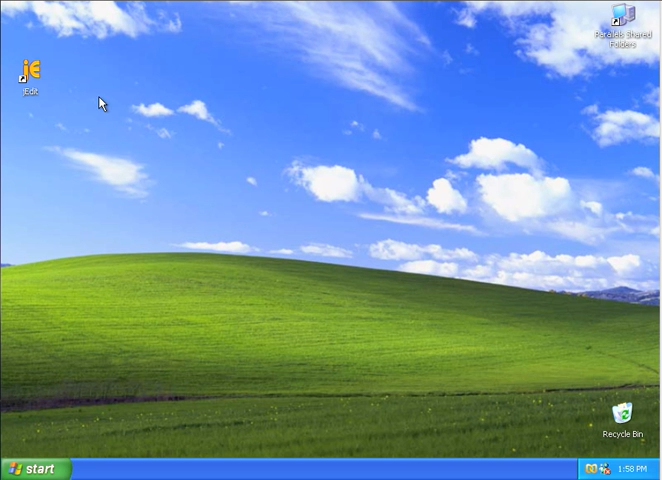 Parallels Shared
Folders
jEdit
Recycle Bin
start
1:58 PM